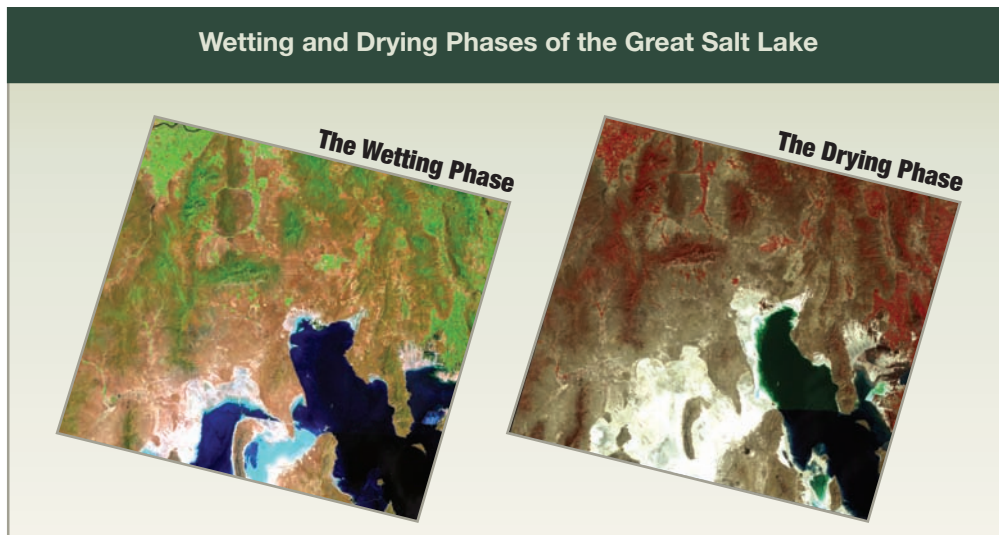 Wetting and Drying Phases of the Great Salt Lake
The Wetting Phase
The Drying Phase